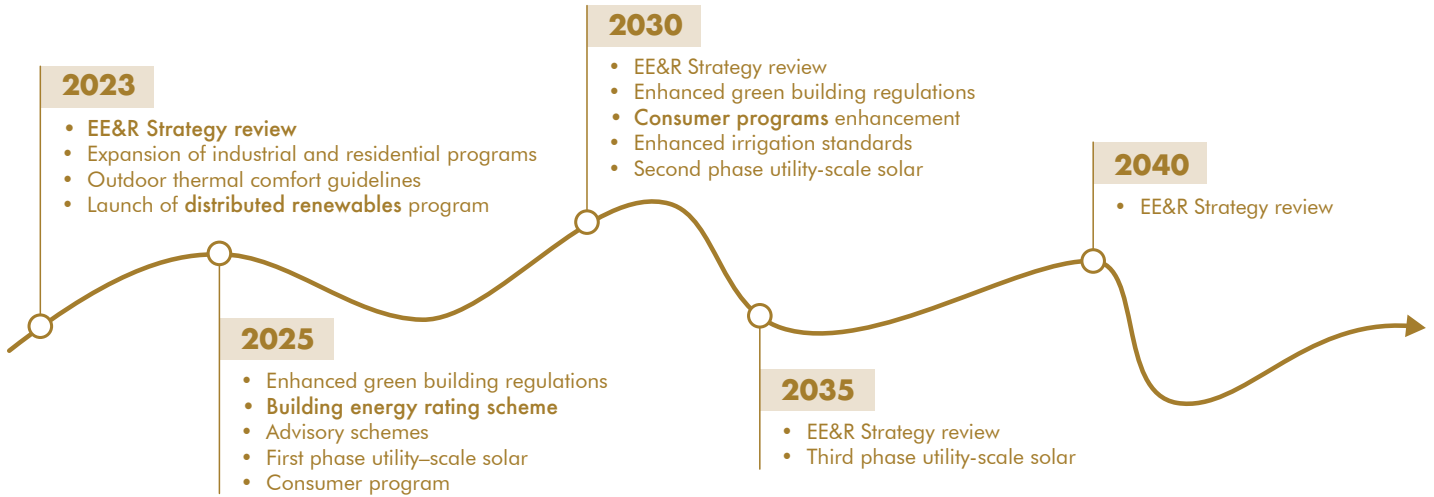 2023
• EE&R Strategy review
• Expansion of industrial and residential programs
• Outdoor thermal comfort guidelines
• Launch of distributed renewables program
2025
• Enhanced green building regulations
• Building energy rating scheme
• Advisory schemes
• First phase utility–scale solar
• Consumer program
2030
• EE&R Strategy review
• Enhanced green building regulations
• Consumer programs enhancement
• Enhanced irrigation standards
• Second phase utility-scale solar
2035
• EE&R Strategy review
• Third phase utility-scale solar
2040
• EE&R Strategy review